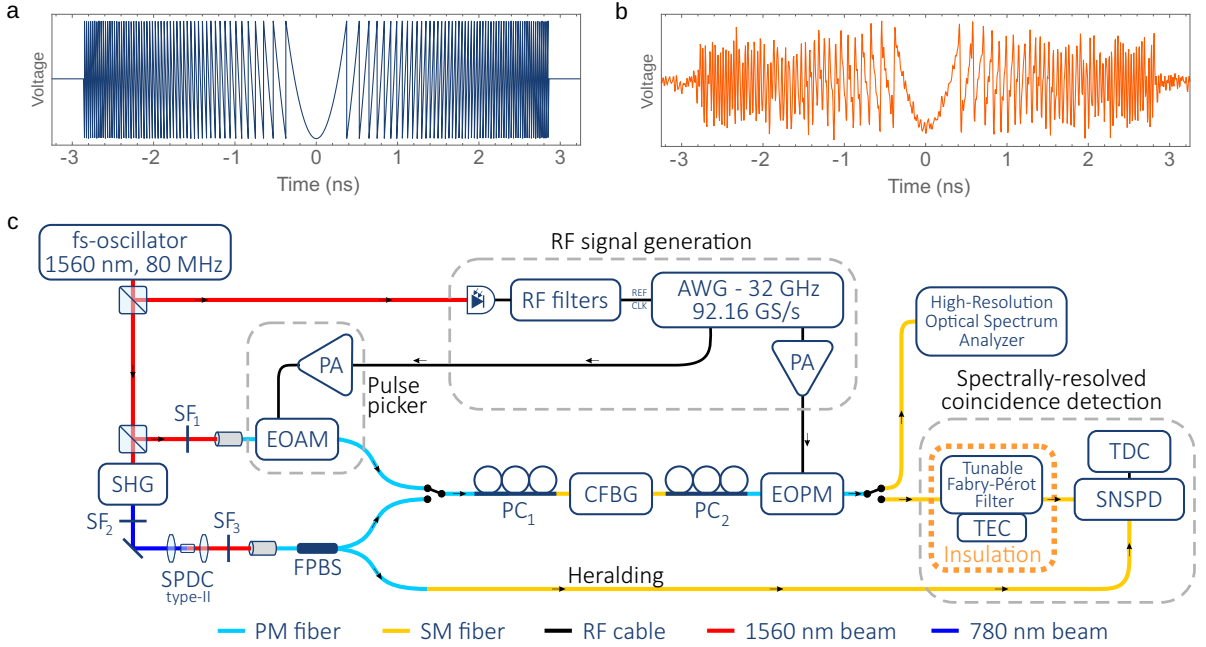 a
b
Voltage
Voltage
-3 -2 -1 0 1 2 3
-3 -2 -1 0 1 2 3
Time (ns)
Time (ns)
c
fs-oscillator
1560 nm, 80 MHz
RF signal generation
RF filters
REF
CLK
AWG - 32 GHz
92.16 GS/s
High-Resolution
Optical Spectrum
Analyzer
PA
Pulse
picker
PA
Spectrally-resolved
coincidence detection
SF1
EOAM
TDC
SHG
PC1
CFBG
PC2
EOPM
Tunable
Fabry-Pérot
Filter
SNSPD
TEC
Insulation
SF2
SF3
SPDC
type-II
FPBS
Heralding
PM fiber
SM fiber
RF cable
1560 nm beam
780 nm beam